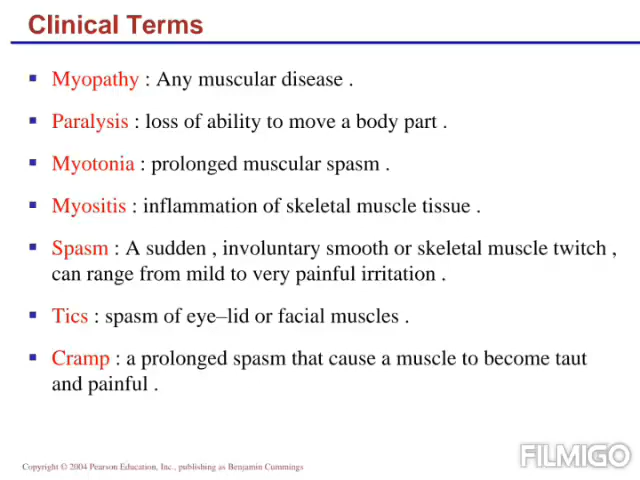 Clinical Terms
Myopathy : Any muscular disease .
Paralysis : loss of ability to move a body part .
Myotonia : prolonged muscular spasm .
Myositis : inflammation of skeletal muscle tissue .
Spasm : A sudden , involuntary smooth or skeletal muscle twitch ,
can range from mild to very painful irritation .
Tics : spasm of eye–lid or facial muscles .
Cramp : a prolonged spasm that cause a muscle to become taut
and painful .
Copyright © 2004 Pearson Education, Inc., publishing as Benjamin Cummings
FILMIGO